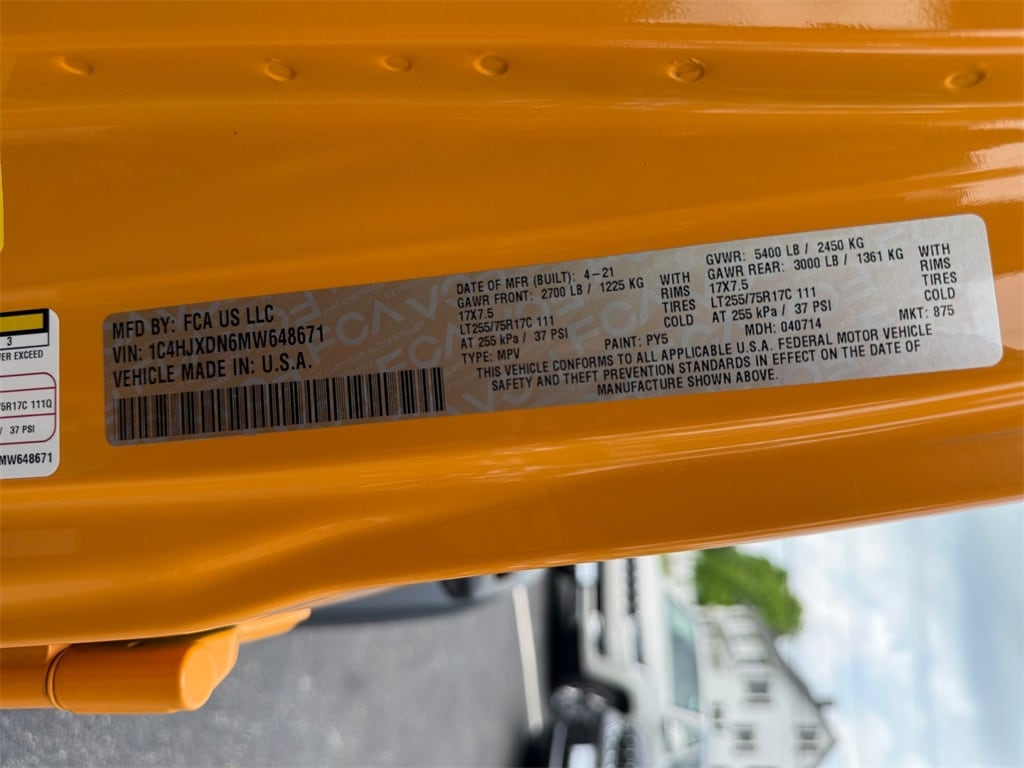 3
VER EXCEED
75R17C 111Q
/ 37 PSI
MW648671
MFD BY: FCA US LLC
VIN: 1C4HJXDN6MW648671
VEHICLE MADE IN: U.S.A.
DATE OF MFR (BUILT): 4-21
GAWR FRONT: 2700 LB / 1225 KG WITH
17X7.5 RIMS
LT255/75R17C 111 TIRES
AT 255 kPa / 37 PSI COLD
GVWR: 5400 LB / 2450 KG
GAWR REAR: 3000 LB / 1361 KG WITH
17X7.5 RIMS
LT255/75R17C 111 TIRES
AT 255 kPa / 37 PSI COLD
TYPE: MPV PAINT: PY5 MDH: 040714 MKT: 875
THIS VEHICLE CONFORMS TO ALL APPLICABLE U.S.A. FEDERAL MOTOR VEHICLE
SAFETY AND THEFT PREVENTION STANDARDS IN EFFECT ON THE DATE OF
MANUFACTURE SHOWN ABOVE.